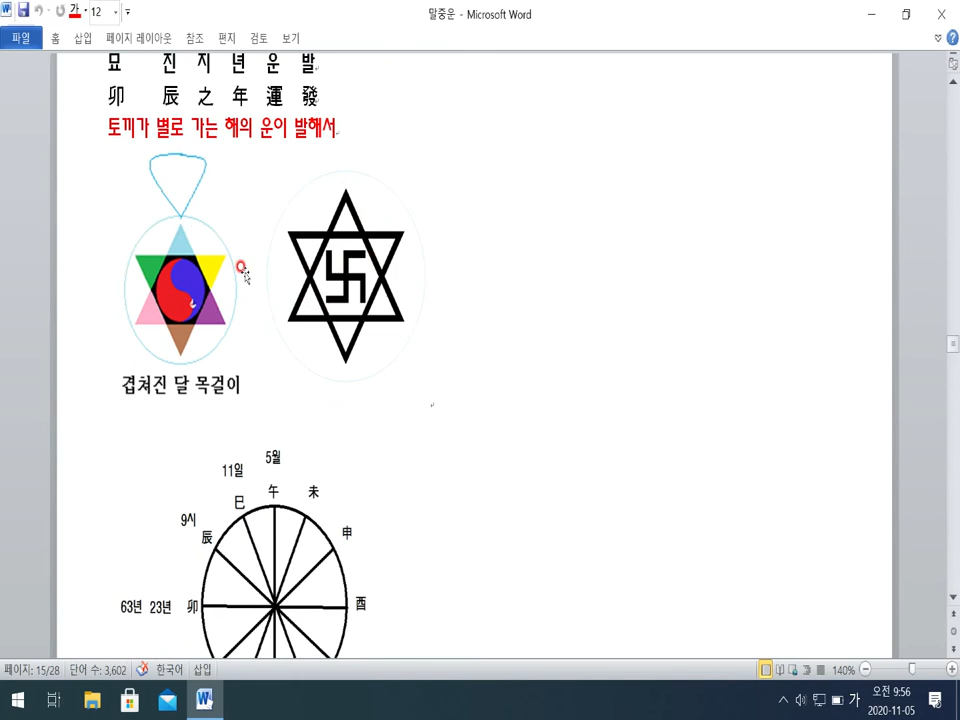 말중운 - Microsoft Word
가 12
파일 홈 삽입 페이지 레이아웃 참조 편지 검토 보기
묘 진 지 년 운 발
卯 辰 之 年 運 發
토끼가 별로 가는 해의 운이 발해서
겹쳐진 달 목걸이
5월
11일
午 未
巳
9시
辰 申
63년 23년 卯 酉
페이지: 15/28 단어 수: 3,602 한국어 삽입 140%
가 오전 9:56
2020-11-05